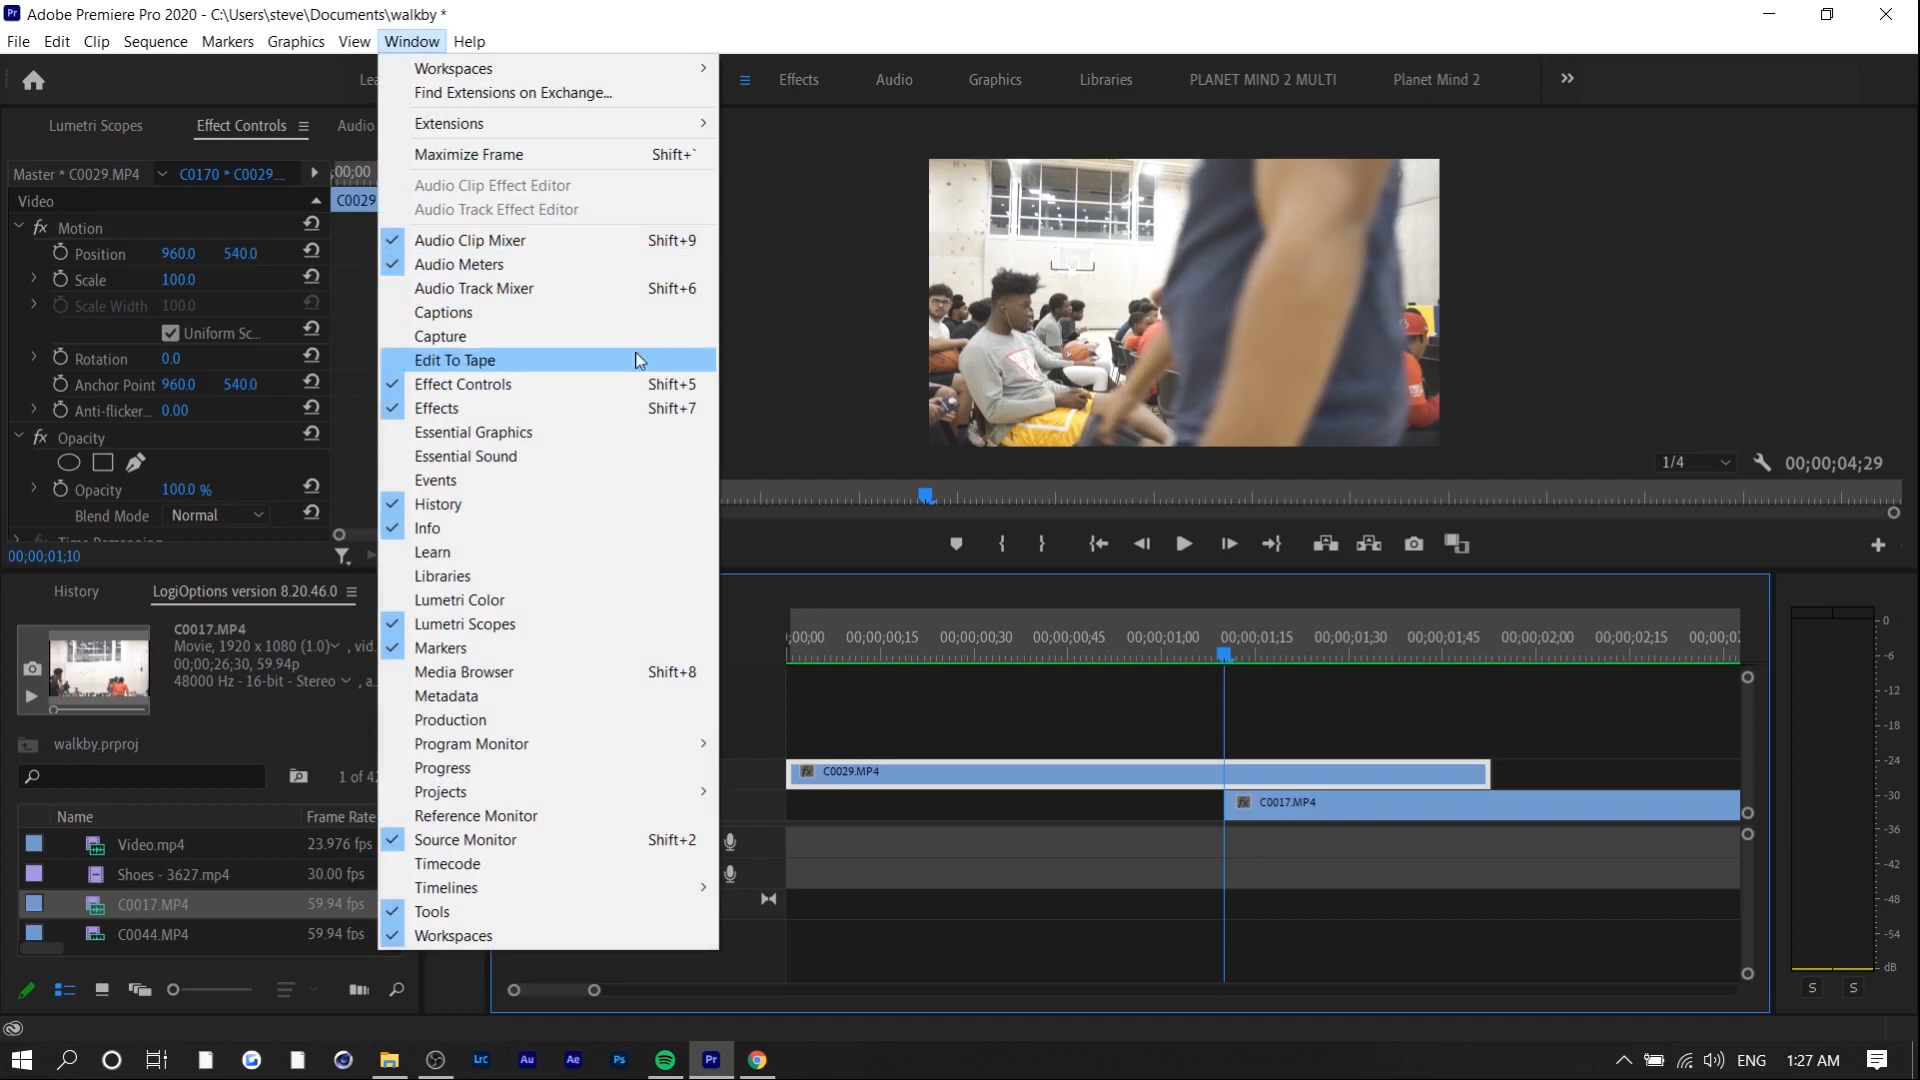 Pr Adobe Premiere Pro 2020 - C:\Users\steve\Documents\walkby *
File Edit Clip Sequence Markers Graphics View Window Help
Lea Effects Audio Graphics Libraries PLANET MIND 2 MULTI Planet Mind 2
Workspaces
Find Extensions on Exchange...
Extensions
Maximize Frame Shift+`
Audio Clip Effect Editor
Audio Track Effect Editor
Audio Clip Mixer Shift+9
Audio Meters
Audio Track Mixer Shift+6
Captions
Capture
Edit To Tape
Effect Controls Shift+5
Effects Shift+7
Essential Graphics
Essential Sound
Events
History
Info
Learn
Libraries
Lumetri Color
Lumetri Scopes
Markers
Media Browser Shift+8
Metadata
Production
Program Monitor
Progress
Projects
Reference Monitor
Source Monitor Shift+2
Timecode
Timelines
Tools
Workspaces
Lumetri Scopes Effect Controls Audio
Master * C0029.MP4 C0170 * C0029.... ;00;00
Video C0029
fx Motion
Position 960.0 540.0
Scale 100.0
Scale Width 100.0
Uniform Sc...
Rotation 0.0
Anchor Point 960.0 540.0
Anti-flicker... 0.00
fx Opacity
Opacity 100.0 %
Blend Mode Normal
00;00;01;10
1/4 00;00;04;29
History LogiOptions version 8.20.46.0
C0017.MP4
Movie, 1920 x 1080 (1.0) , vid.
00;00;26;30, 59.94p
48000 Hz - 16-bit - Stereo , a...
walkby.prproj
1 of 42
Name Frame Rate
Video.mp4 23.976 fps
Shoes - 3627.mp4 30.00 fps
C0017.MP4 59.94 fps
C0044.MP4 59.94 fps
;00;00 00;00;00;15 00;00;00;30 00;00;00;45 00;00;01;00 00;00;01;15 00;00;01;30 00;00;01;45 00;00;02;00 00;00;02;15 00;00;0
fx C0029.MP4
fx C0017.MP4
0
-6
-12
-18
-24
-30
-36
-42
-48
-54
dB
S S
Lrc Au Ae Ps Pr ENG 1:27 AM